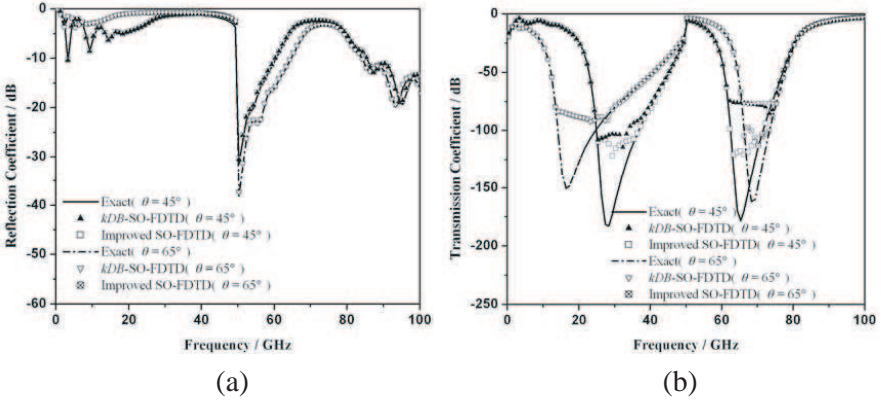 0
-10
-20
-30
-40
-50
-60
0 20 40 60 80 100
Reflection Coefficient / dB
Frequency / GHz
Exact( θ = 45° )
kDB-SO-FDTD( θ = 45° )
Improved SO-FDTD( θ = 45° )
Exact( θ = 65° )
kDB-SO-FDTD( θ = 65° )
Improved SO-FDTD( θ = 65° )
(a)
0
-50
-100
-150
-200
-250
0 20 40 60 80 100
Transmission Coefficient / dB
Frequency / GHz
Exact( θ = 45° )
kDB-SO-FDTD( θ = 45° )
Improved SO-FDTD( θ = 45° )
Exact( θ = 65° )
kDB-SO-FDTD( θ = 65° )
Improved SO-FDTD( θ = 65° )
(b)